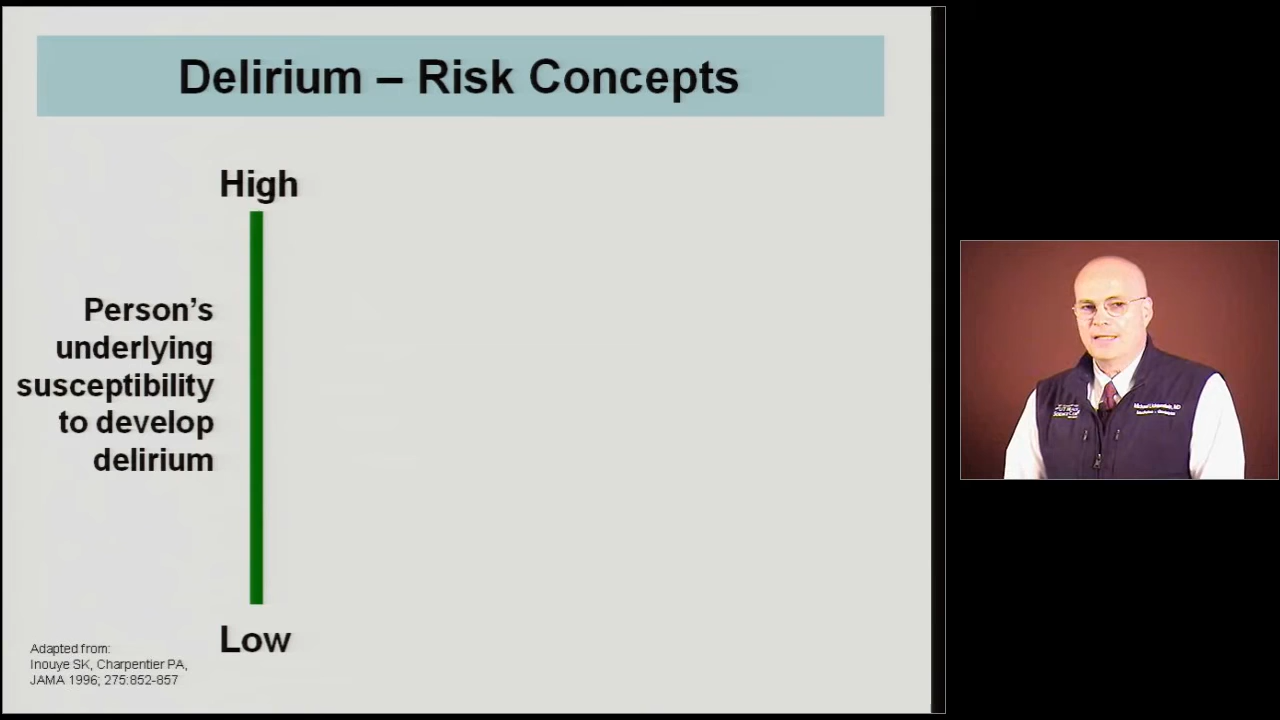 Delirium – Risk Concepts
High
Person’s
underlying
susceptibility
to develop
delirium
Low
Adapted from:
Inouye SK, Charpentier PA,
JAMA 1996; 275:852-857